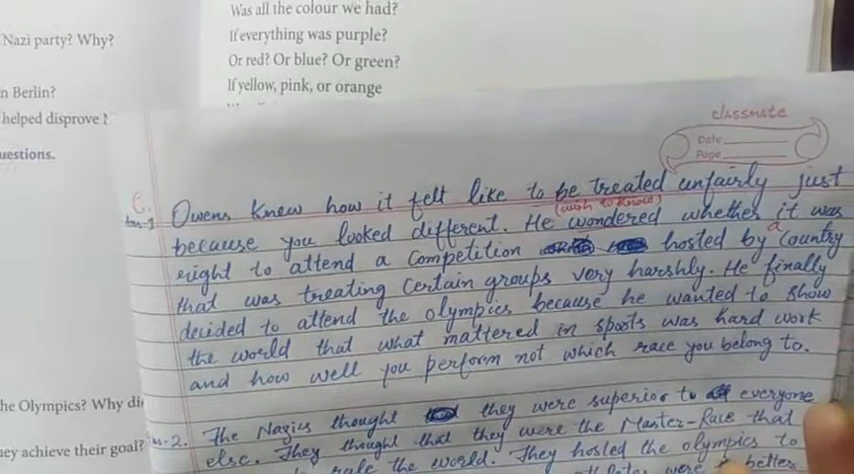 Was all the colour we had?
Nazi party? Why?
If everything was purple?
Or red? Or blue? Or green?
n Berlin?
If yellow, pink, or orange
helped disprove
uestions.
classmate
Date
Page
C.
Ans-1 Owens knew how it felt like to be treated unfairly just
because you looked different. He (wish to know) wondered whether it was
right to attend a competition hosted by a country
that was treating certain groups very harshly. He finally
decided to attend the olympics because he wanted to show
the world that what mattered in sports was hard work
and how well you perform not which race you belong to.
he Olympics? Why di
Ans-2. The Nazies thought they were superior to everyone
else. They thought that they were the Master-Race that
ey achieve their goal?
rule the world. They hosted the olympics to
were better